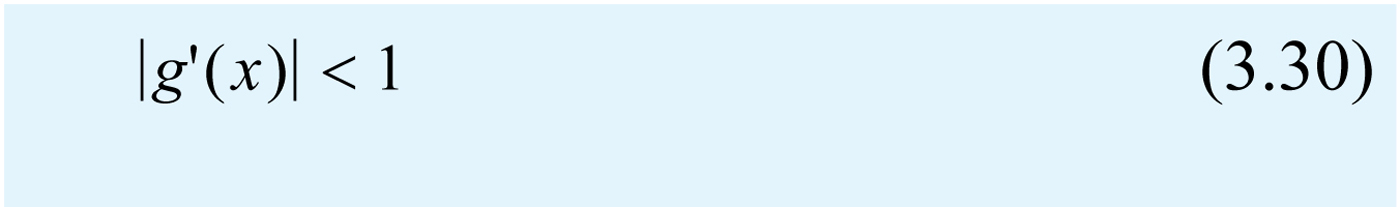 |g'(x)| < 1 (3.30)